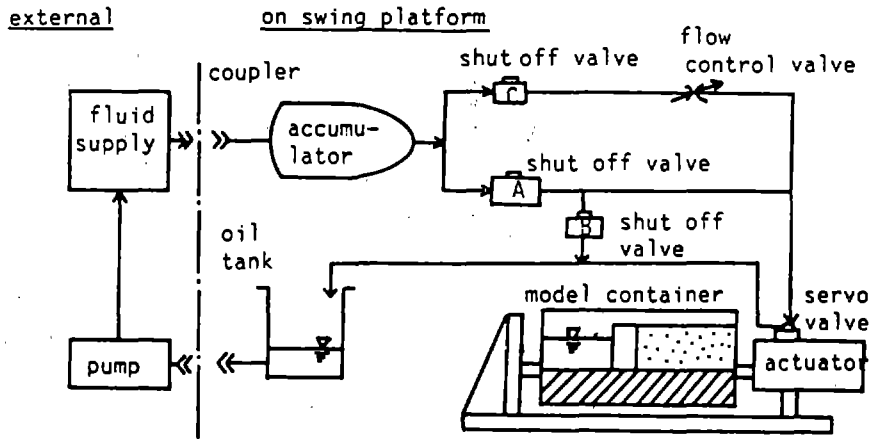 external
on swing platform
coupler
shut off valve
flow
control valve
fluid
supply
accumu-
lator
C
shut off valve
A
B
shut off
valve
oil
tank
model container
servo
valve
pump
actuator